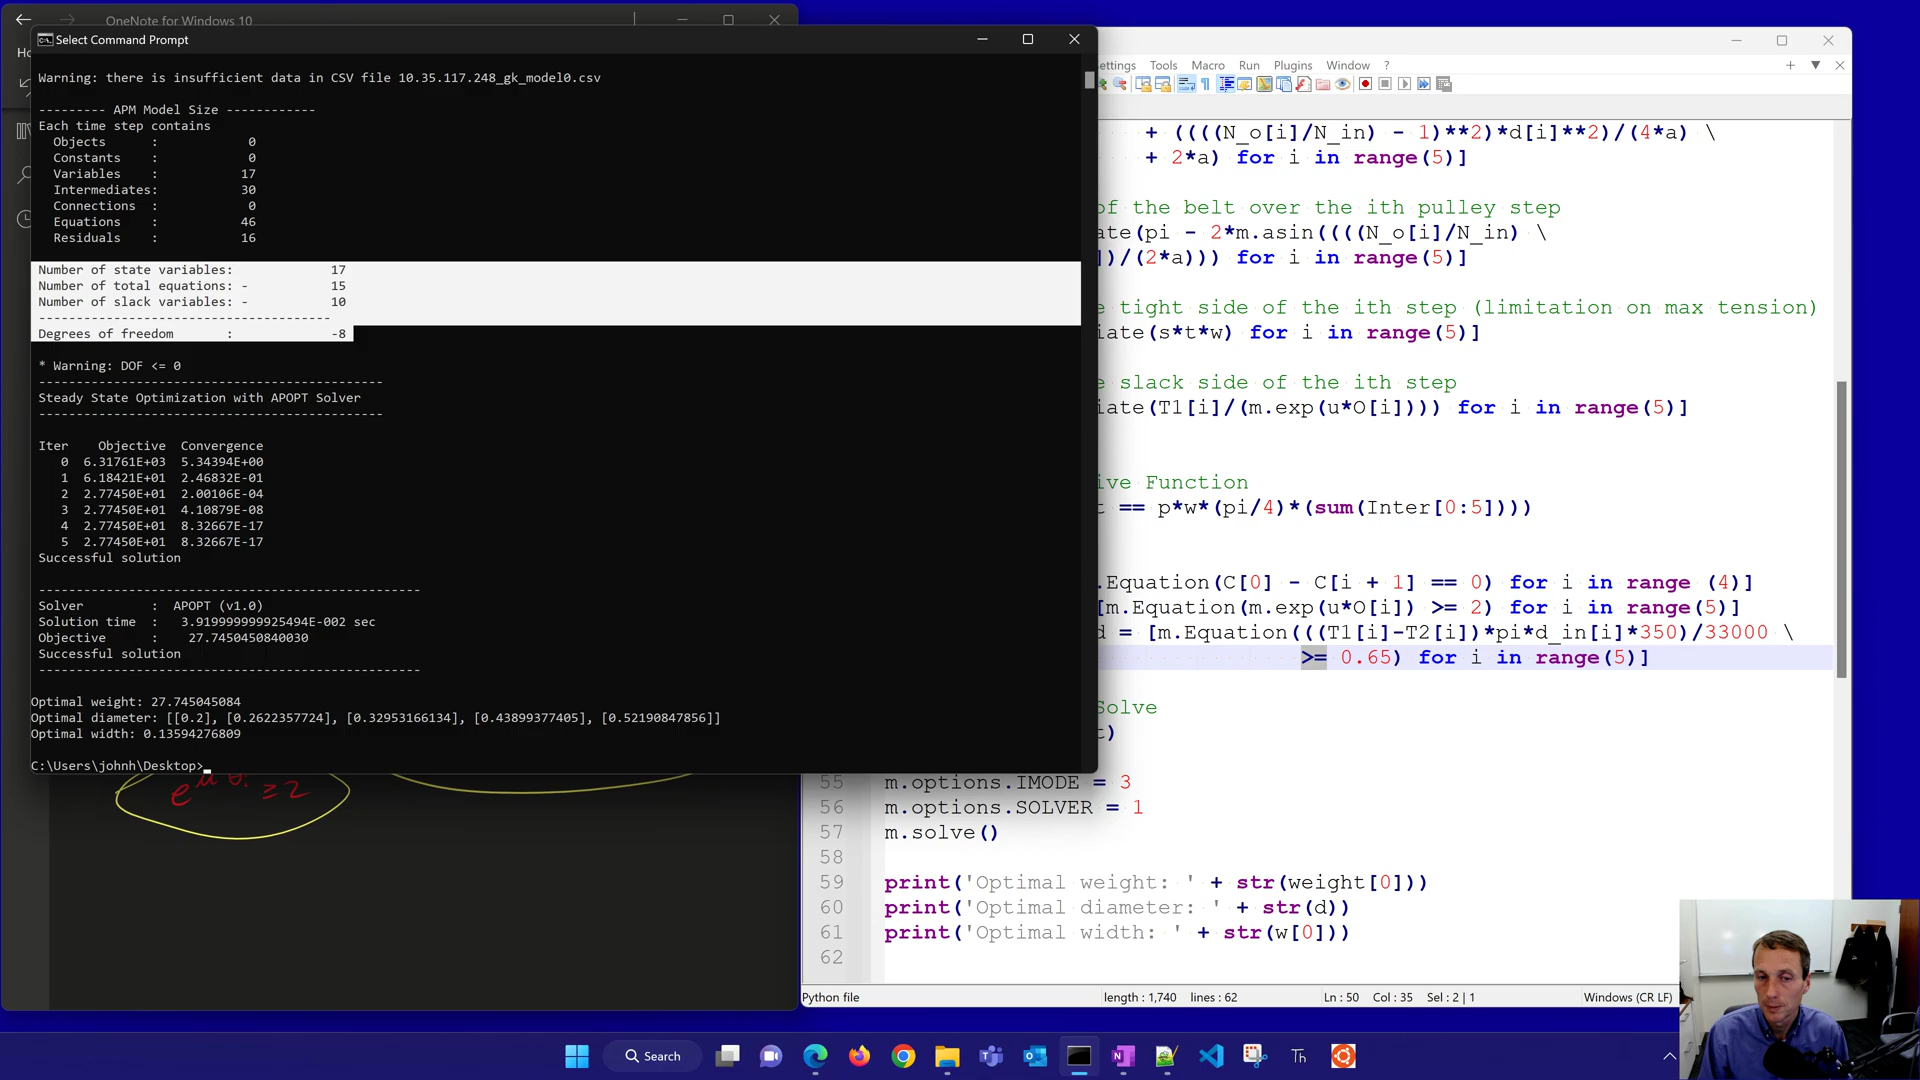 OneNote for Windows 10
Select Command Prompt
Warning: there is insufficient data in CSV file 10.35.117.248_gk_model0.csv
--------- APM Model Size ------------
Each time step contains
Objects : 0
Constants : 0
Variables : 17
Intermediates: 30
Connections : 0
Equations : 46
Residuals : 16
Number of state variables: 17
Number of total equations: - 15
Number of slack variables: - 10
---------------------------------------
Degrees of freedom : -8
* Warning: DOF <= 0
----------------------------------------------
Steady State Optimization with APOPT Solver
----------------------------------------------
Iter Objective Convergence
0 6.31761E+03 5.34394E+00
1 6.18421E+01 2.46832E-01
2 2.77450E+01 2.00106E-04
3 2.77450E+01 4.10879E-08
4 2.77450E+01 8.32667E-17
5 2.77450E+01 8.32667E-17
Successful solution
---------------------------------------------------
Solver : APOPT (v1.0)
Solution time : 3.919999999925494E-002 sec
Objective : 27.7450450840030
Successful solution
---------------------------------------------------
Optimal weight: 27.745045084
Optimal diameter: [[0.2], [0.2622357724], [0.32953166134], [0.43899377405], [0.52190847856]]
Optimal width: 0.13594276809
C:\Users\johnh\Desktop>
≥2
ettings Tools Macro Run Plugins Window ?
+ ((((N_o[i]/N_in) - 1)**2)*d[i]**2)/(4*a) \
+ 2*a) for i in range(5)]
of the belt over the ith pulley step
ate(pi - 2*m.asin((((N_o[i]/N_in) \
])/(2*a))) for i in range(5)]
e tight side of the ith step (limitation on max tension)
iate(s*t*w) for i in range(5)]
e slack side of the ith step
iate(T1[i]/(m.exp(u*O[i]))) for i in range(5)]
ive Function
t == p*w*(pi/4)*(sum(Inter[0:5])))
.Equation(C[0] - C[i + 1] == 0) for i in range (4)]
[m.Equation(m.exp(u*O[i]) >= 2) for i in range(5)]
d = [m.Equation(((T1[i]-T2[i])*pi*d_in[i]*350)/33000 \
>= 0.65) for i in range(5)]
Solve
t)
55 m.options.IMODE = 3
56 m.options.SOLVER = 1
57 m.solve()
58
59 print('Optimal weight: ' + str(weight[0]))
60 print('Optimal diameter: ' + str(d))
61 print('Optimal width: ' + str(w[0]))
62
Python file length : 1,740 lines : 62 Ln : 50 Col : 35 Sel : 2 | 1 Windows (CR LF)
Search
Th